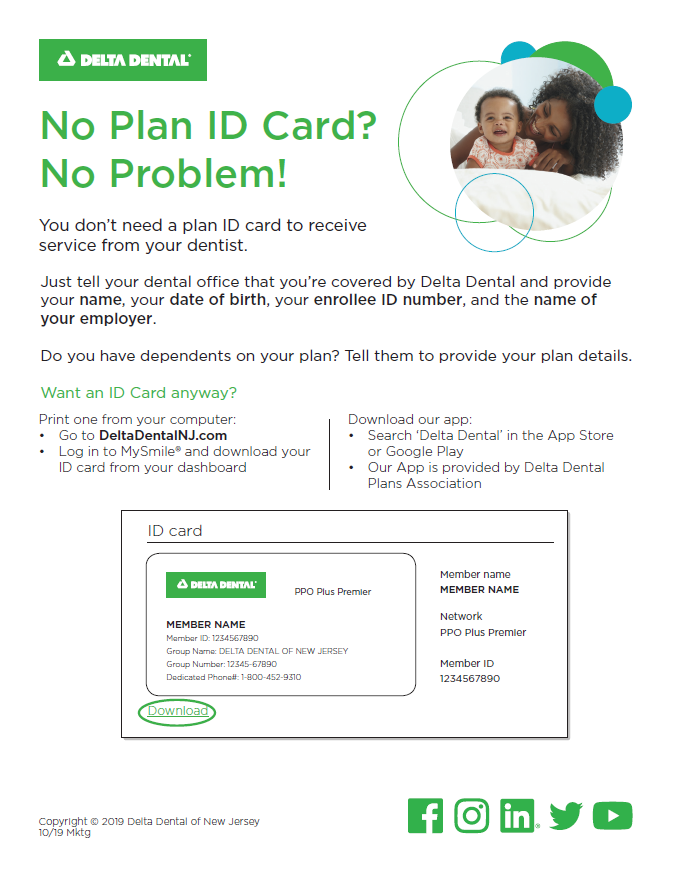 DELTA DENTAL®
No Plan ID Card?
No Problem!
You don't need a plan ID card to receive
service from your dentist.
Just tell your dental office that you're covered by Delta Dental and provide
your name, your date of birth, your enrollee ID number, and the name of
your employer.
Do you have dependents on your plan? Tell them to provide your plan details.
Want an ID Card anyway?
Print one from your computer:
• Go to DeltaDentalNJ.com
• Log in to MySmile® and download your
ID card from your dashboard
Download our app:
• Search ‘Delta Dental’ in the App Store
or Google Play
• Our App is provided by Delta Dental
Plans Association
ID card
DELTA DENTAL®
PPO Plus Premier
MEMBER NAME
Member ID: 1234567890
Group Name: DELTA DENTAL OF NEW JERSEY
Group Number: 12345-67890
Dedicated Phone#: 1-800-452-9310
Download
Member name
MEMBER NAME
Network
PPO Plus Premier
Member ID
1234567890
Copyright © 2019 Delta Dental of New Jersey
10/19 Mktg
f
in®